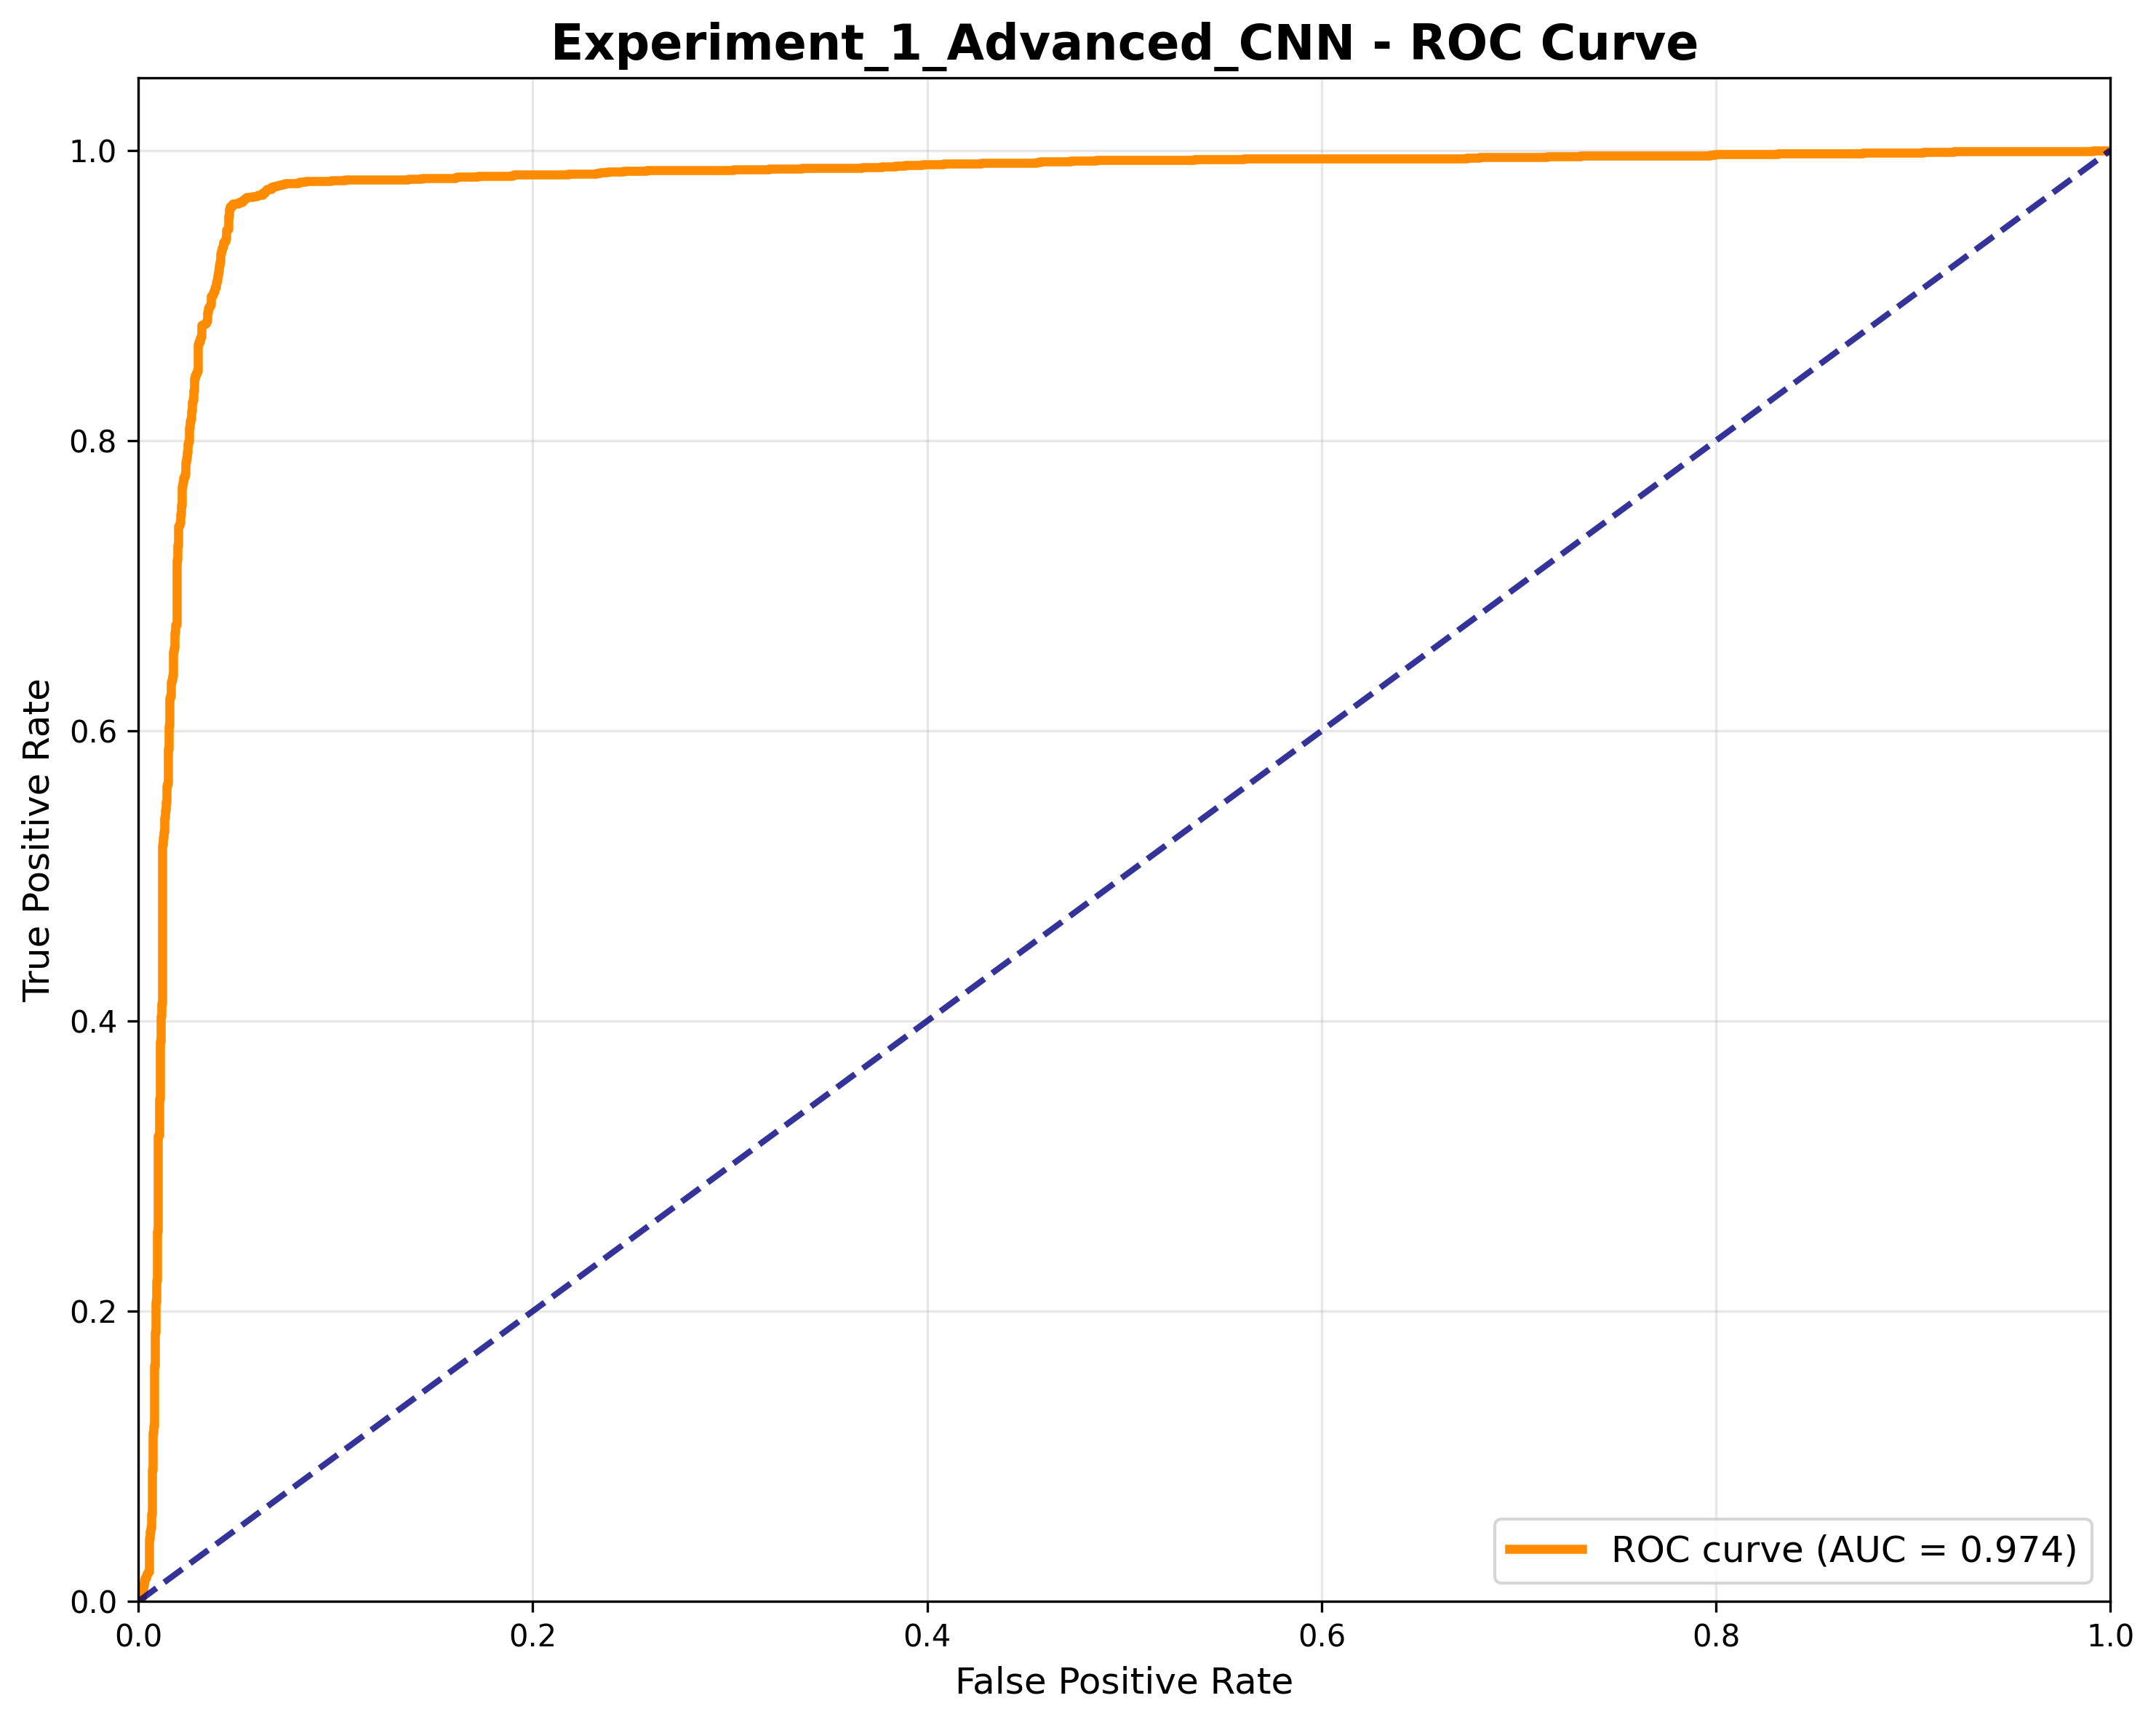 Experiment_1_Advanced_CNN - ROC Curve
True Positive Rate
1.0
0.8
0.6
0.4
0.2
0.0
0.0 0.2 0.4 0.6 0.8 1.0
False Positive Rate
ROC curve (AUC = 0.974)